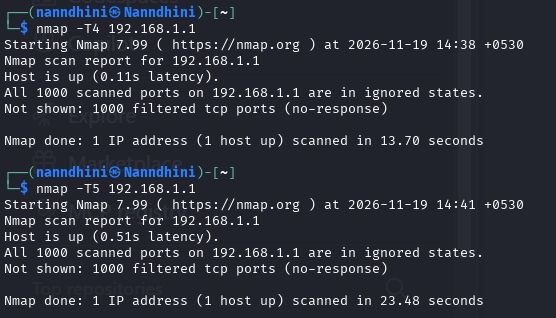 ┌──(nanndhini㉿Nanndhini)-[~]
└─$ nmap -T4 192.168.1.1
Starting Nmap 7.99 ( https://nmap.org ) at 2026-11-19 14:38 +0530
Nmap scan report for 192.168.1.1
Host is up (0.11s latency).
All 1000 scanned ports on 192.168.1.1 are in ignored states.
Not shown: 1000 filtered tcp ports (no-response)
Explore
Nmap done: 1 IP address (1 host up) scanned in 13.70 seconds
Marketplace
┌──(nanndhini㉿Nanndhini)-[~]
└─$ nmap -T5 192.168.1.1
Starting Nmap 7.99 ( https://nmap.org ) at 2026-11-19 14:41 +0530
Nmap scan report for 192.168.1.1
Host is up (0.51s latency).
All 1000 scanned ports on 192.168.1.1 are in ignored states.
Not shown: 1000 filtered tcp ports (no-response)
Top repositories
Nmap done: 1 IP address (1 host up) scanned in 23.48 seconds